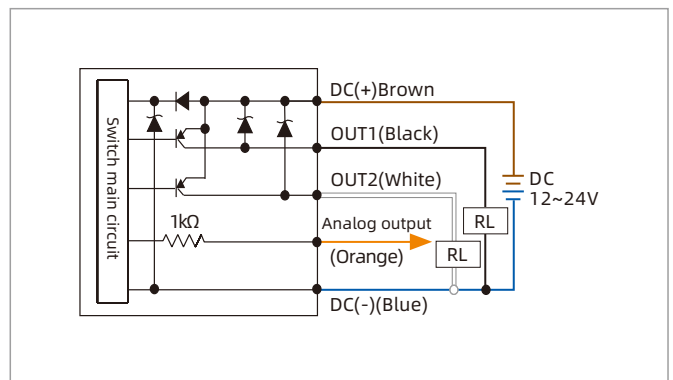 Switch main circuit
DC(+)Brown
OUT1(Black)
OUT2(White)
1kΩ
Analog output
(Orange)
DC(-)(Blue)
RL
RL
DC
12~24V